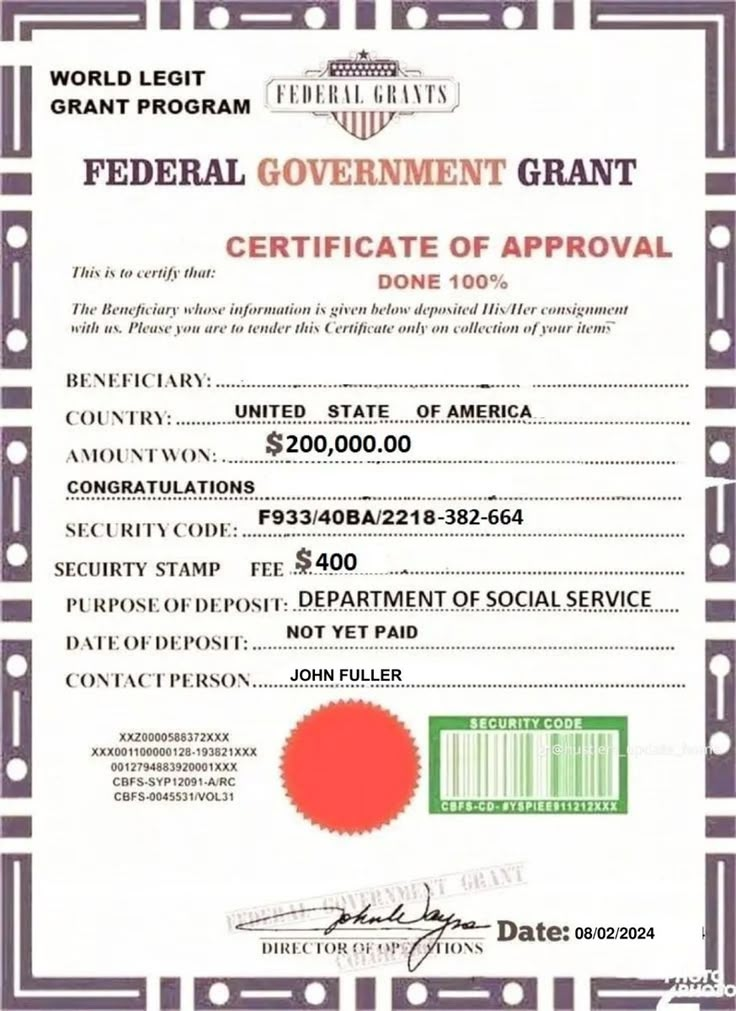 WORLD LEGIT
GRANT PROGRAM
FEDERAL GRANTS
FEDERAL GOVERNMENT GRANT
CERTIFICATE OF APPROVAL
This is to certify that:
DONE 100%
The Beneficiary whose information is given below deposited His/Her consignment
with us. Please you are to tender this Certificate only on collection of your items
BENEFICIARY:
COUNTRY: UNITED STATE OF AMERICA
AMOUNT WON: $200,000.00
CONGRATULATIONS
SECURITY CODE: F933/40BA/2218-382-664
SECUIRTY STAMP FEE $400
PURPOSE OF DEPOSIT: DEPARTMENT OF SOCIAL SERVICE
DATE OF DEPOSIT: NOT YET PAID
CONTACT PERSON JOHN FULLER
XXZ0000588372XXX
XXX001100000128-193821XXX
0012794883920001XXX
CBFS-SYP12091-A/RC
CBFS-0045531/VOL31
SECURITY CODE
CBFS-CD-#YSPIEE911212XXX
FEDERAL GOVERNMENT GRANT
DIRECTOR OF OPERATIONS
Date: 08/02/2024
PHOTO